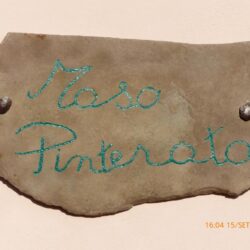 Maso
Pinterato
16:04 15/SET